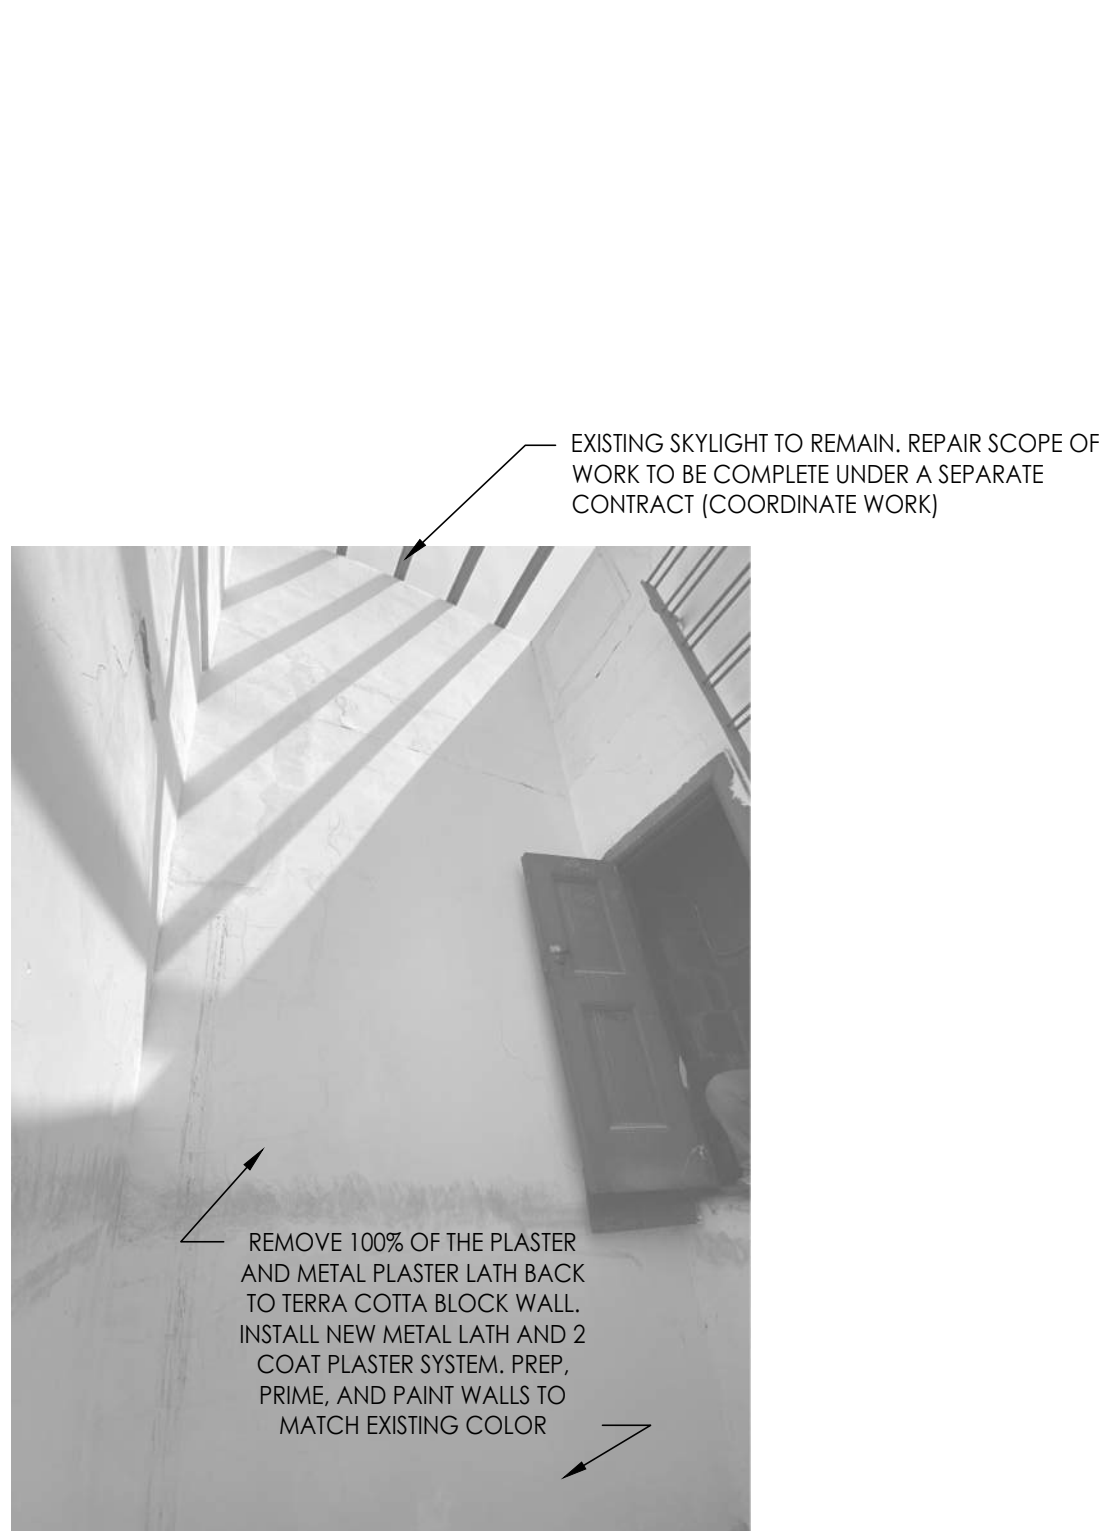 EXISTING SKYLIGHT TO REMAIN. REPAIR SCOPE OF
WORK TO BE COMPLETE UNDER A SEPARATE
CONTRACT (COORDINATE WORK)
REMOVE 100% OF THE PLASTER
AND METAL PLASTER LATH BACK
TO TERRA COTTA BLOCK WALL.
INSTALL NEW METAL LATH AND 2
COAT PLASTER SYSTEM. PREP,
PRIME, AND PAINT WALLS TO
MATCH EXISTING COLOR